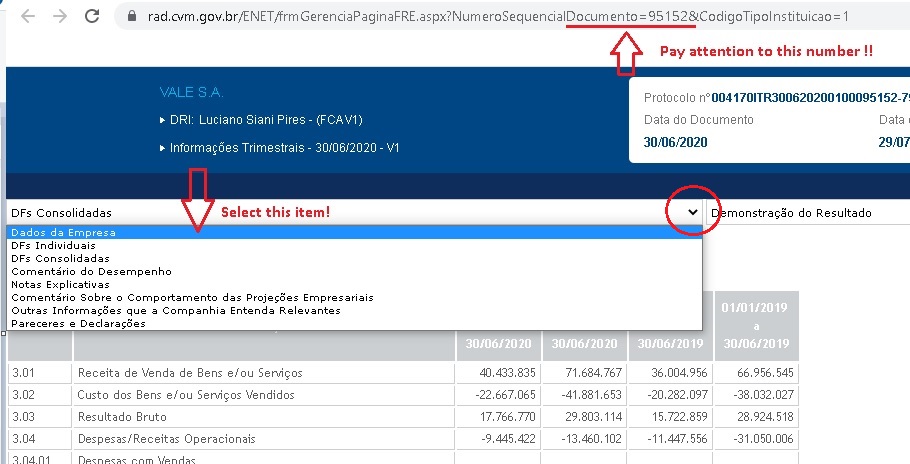 rad.cvm.gov.br/ENET/frmGerenciaPaginaFRE.aspx?NumeroSequencialDocumento=95152&CodigoTipoInstituicao=1
Pay attention to this number !!
VALE S.A.
DRI: Luciano Siani Pires - (FCAV1)
Informações Trimestrais - 30/06/2020 - V1
Protocolo nº004170ITR300620200100095152-7
Data do Documento
Data
30/06/2020
29/07
Select this item!
DFs Consolidadas
Demonstração do Resultado
Dados da Empresa
DFs Individuais
DFs Consolidadas
Comentário do Desempenho
Notas Explicativas
Comentário Sobre o Comportamento das Projeções Empresariais
Outras Informações que a Companhia Entenda Relevantes
Pareceres e Declarações
01/01/2019
a
30/06/2020 30/06/2020 30/06/2019 30/06/2019
3.01 Receita de Venda de Bens e/ou Serviços 40.433.835 71.684.767 36.004.956 66.956.545
3.02 Custo dos Bens e/ou Serviços Vendidos -22.667.065 -41.881.653 -20.282.097 -38.032.027
3.03 Resultado Bruto 17.766.770 29.803.114 15.722.859 28.924.518
3.04 Despesas/Receitas Operacionais -9.445.422 -13.460.102 -11.447.556 -31.050.006
3.04.01 Despesas com Vendas